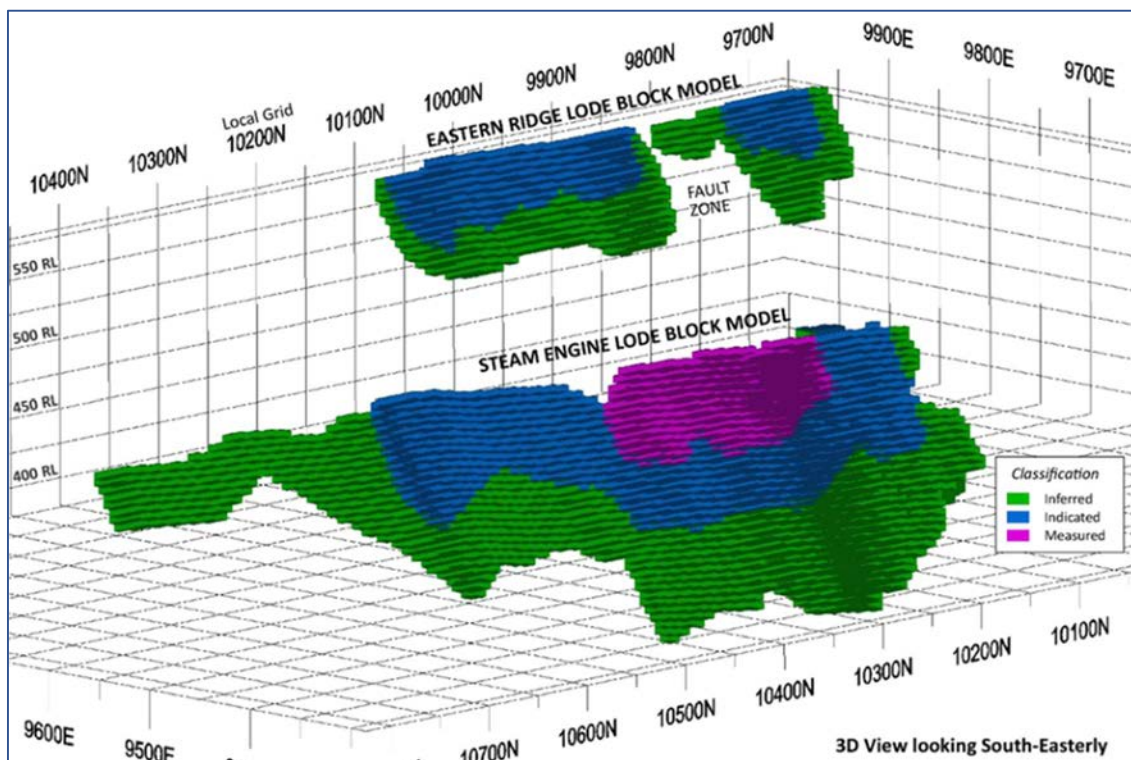 9700N
9900E
9800N
9800E
9900N
9700E
10000N
EASTERN RIDGE LODE BLOCK MODEL
10100N
Local Grid
10200N
10300N
10400N
FAULT
ZONE
550 RL
500 RL
STEAM ENGINE LODE BLOCK MODEL
450 RL
400 RL
Classification
Inferred
Indicated
Measured
10100N
10200N
10300N
10400N
10500N
10600N
10700N
9600E
9500E
3D View looking South-Easterly